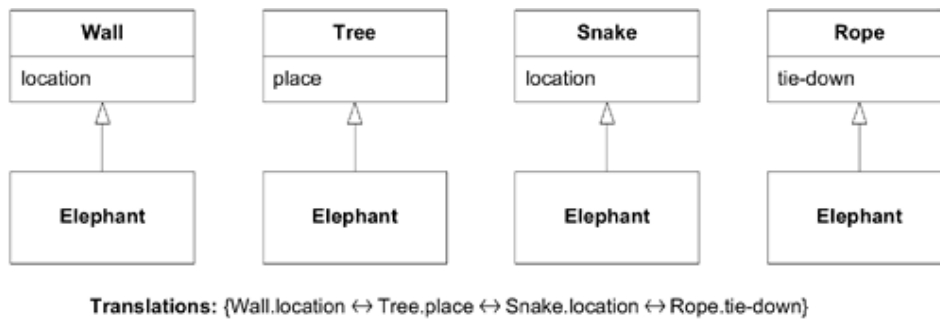 Wall Tree Snake Rope
location place location tie-down
Elephant Elephant Elephant Elephant
Translations: {Wall.location ↔ Tree.place ↔ Snake.location ↔ Rope.tie-down}